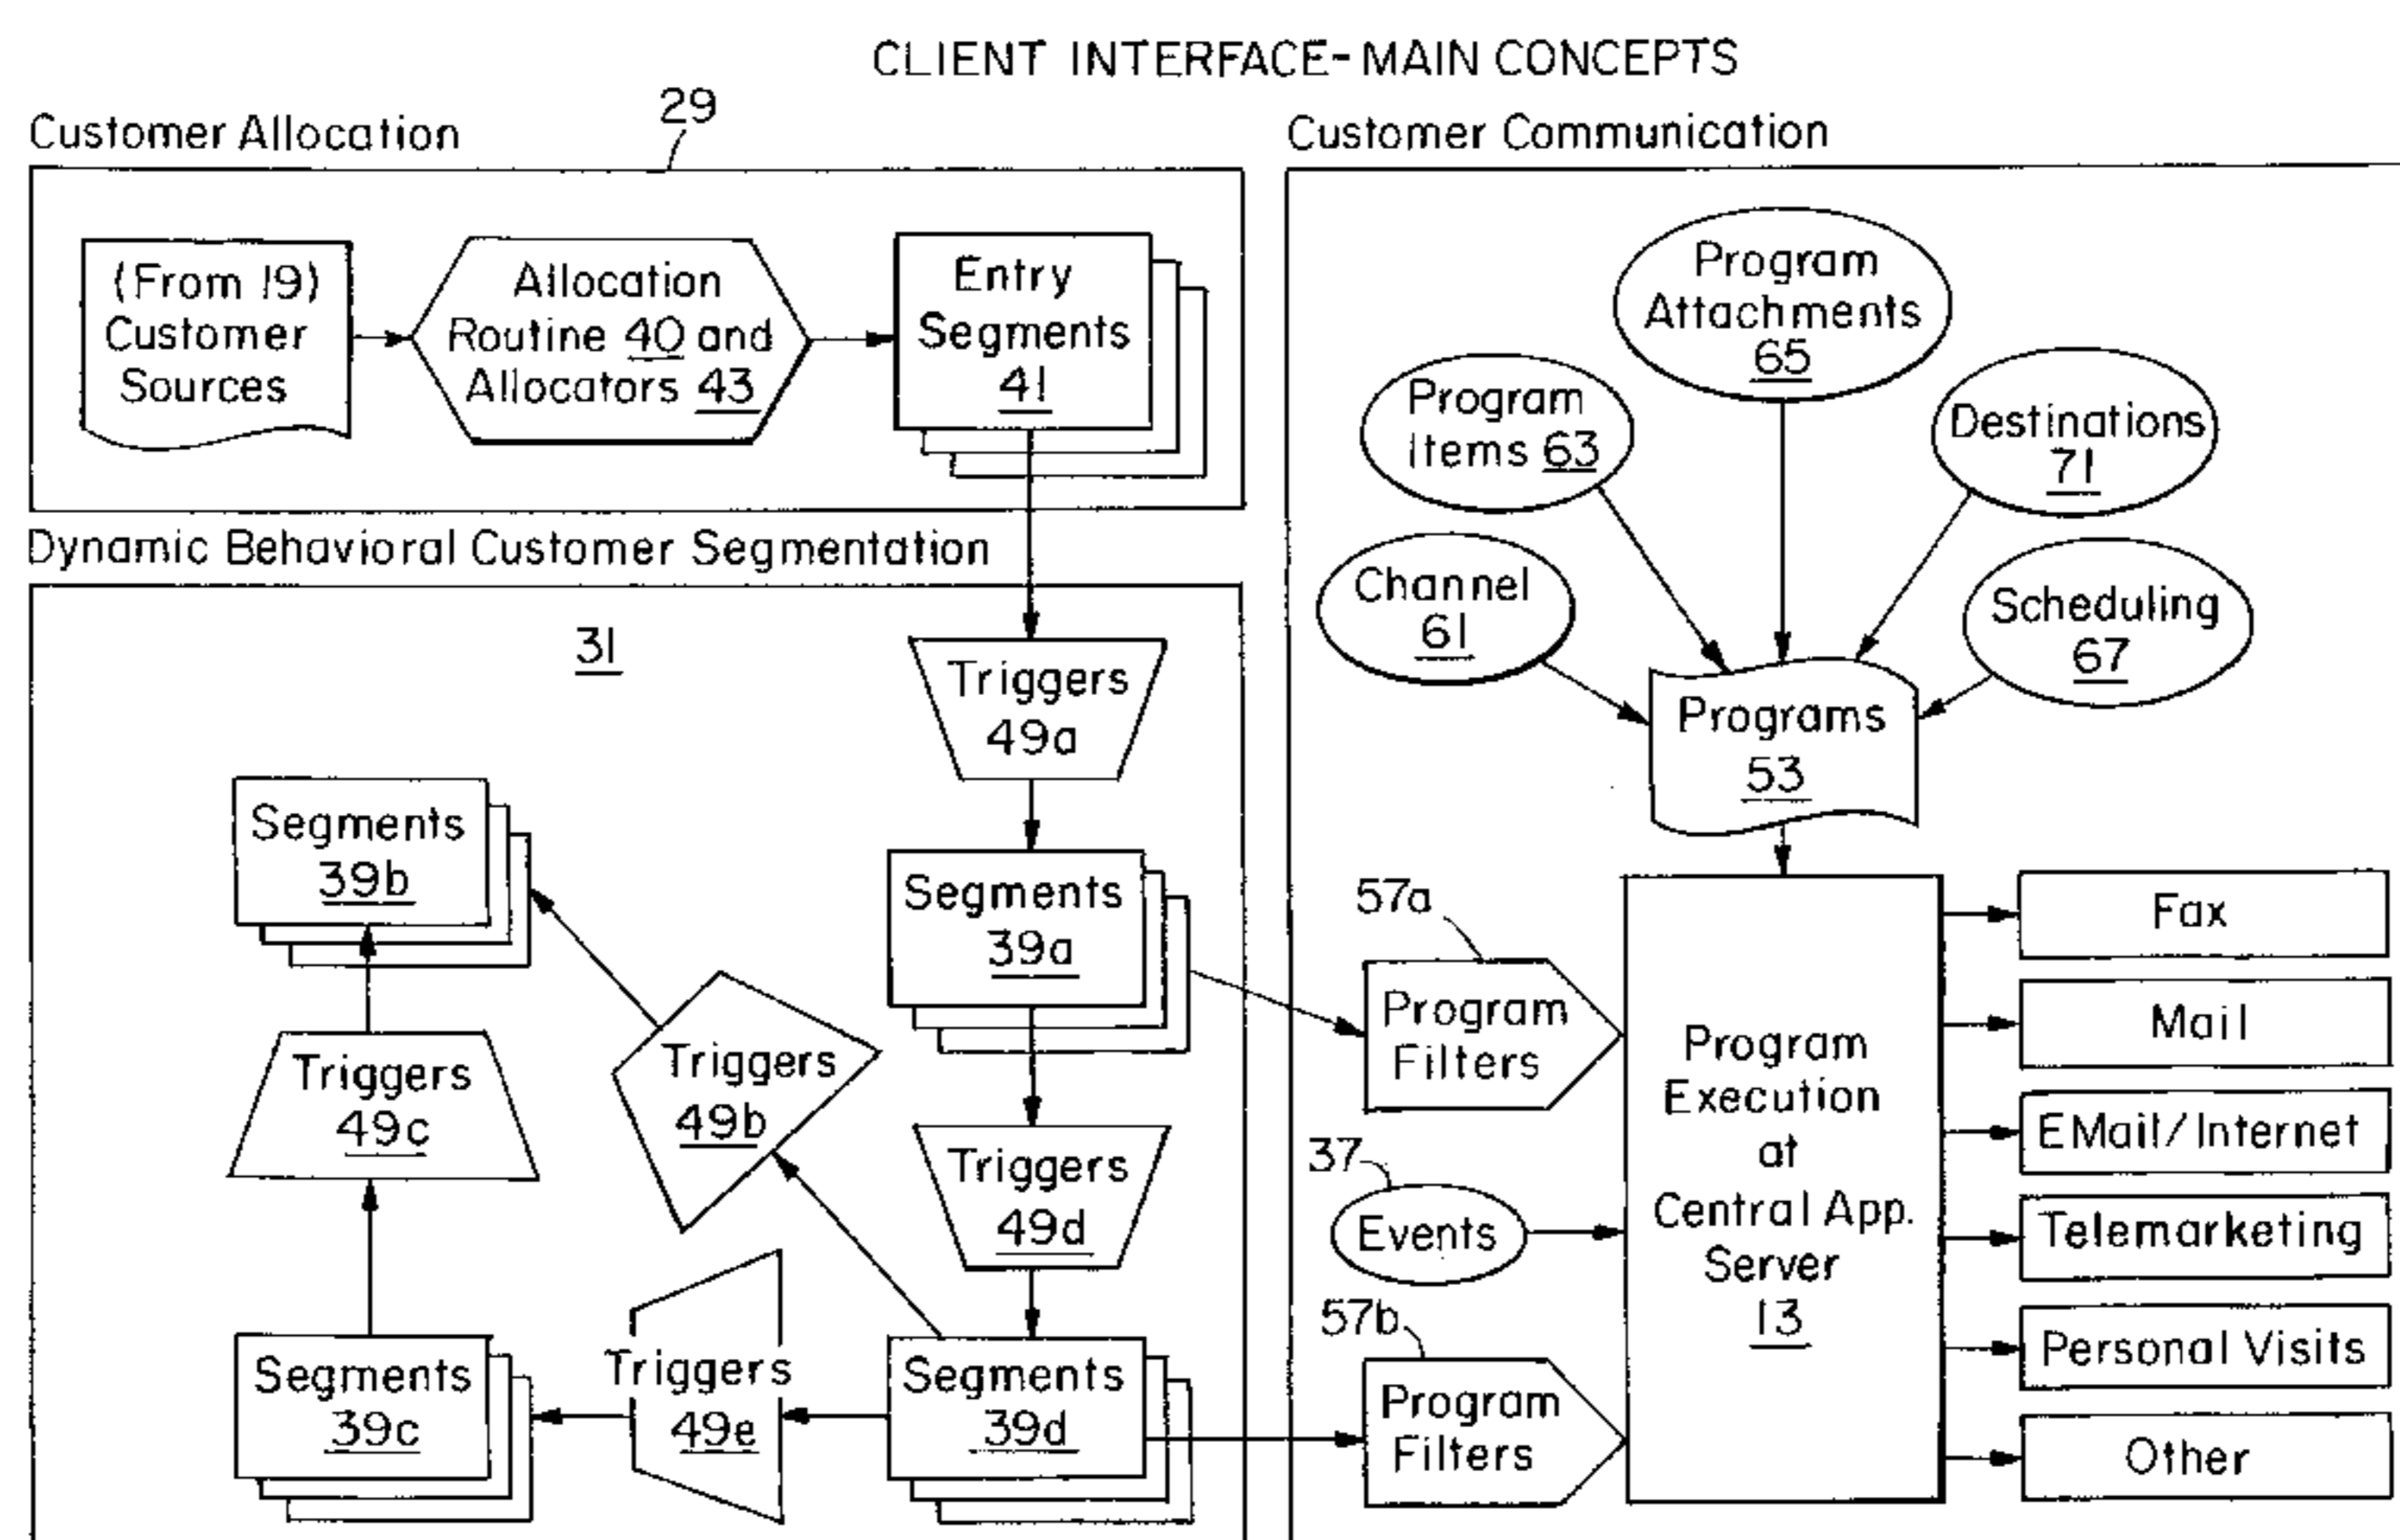 CLIENT INTERFACE-MAIN CONCEPTS
Customer Allocation
29
(From 19)
Customer
Sources
Allocation
Routine 40 and
Allocators 43
Entry
Segments
41
Dynamic Behavioral Customer Segmentation
31
Triggers
49a
Segments
39b
Segments
39a
Triggers
49c
Triggers
49b
Triggers
49d
Segments
39c
Triggers
49e
Segments
39d
Customer Communication
Program
Attachments
65
Program
Items 63
Destinations
71
Channel
61
Scheduling
67
Programs
53
57a
Program
Filters
37
Events
57b
Program
Filters
Program
Execution
at
Central App.
Server
13
Fax
Mail
EMail/Internet
Telemarketing
Personal Visits
Other